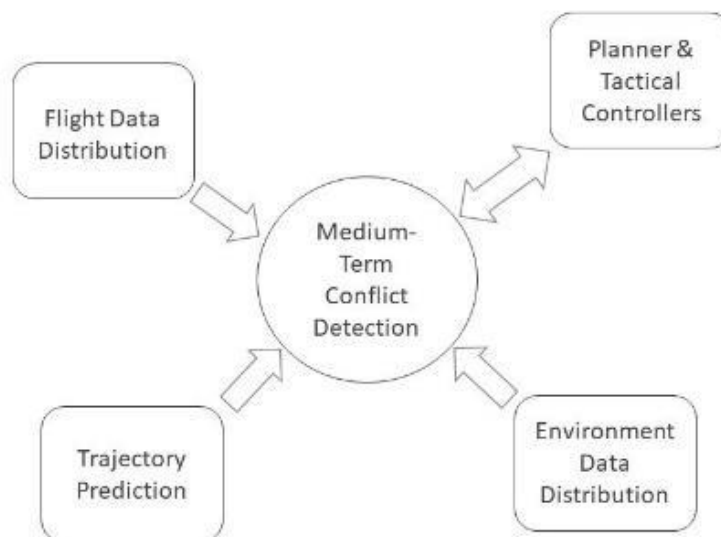 Planner &
Tactical
Controllers
Flight Data
Distribution
Medium-
Term
Conflict
Detection
Trajectory
Prediction
Environment
Data
Distribution